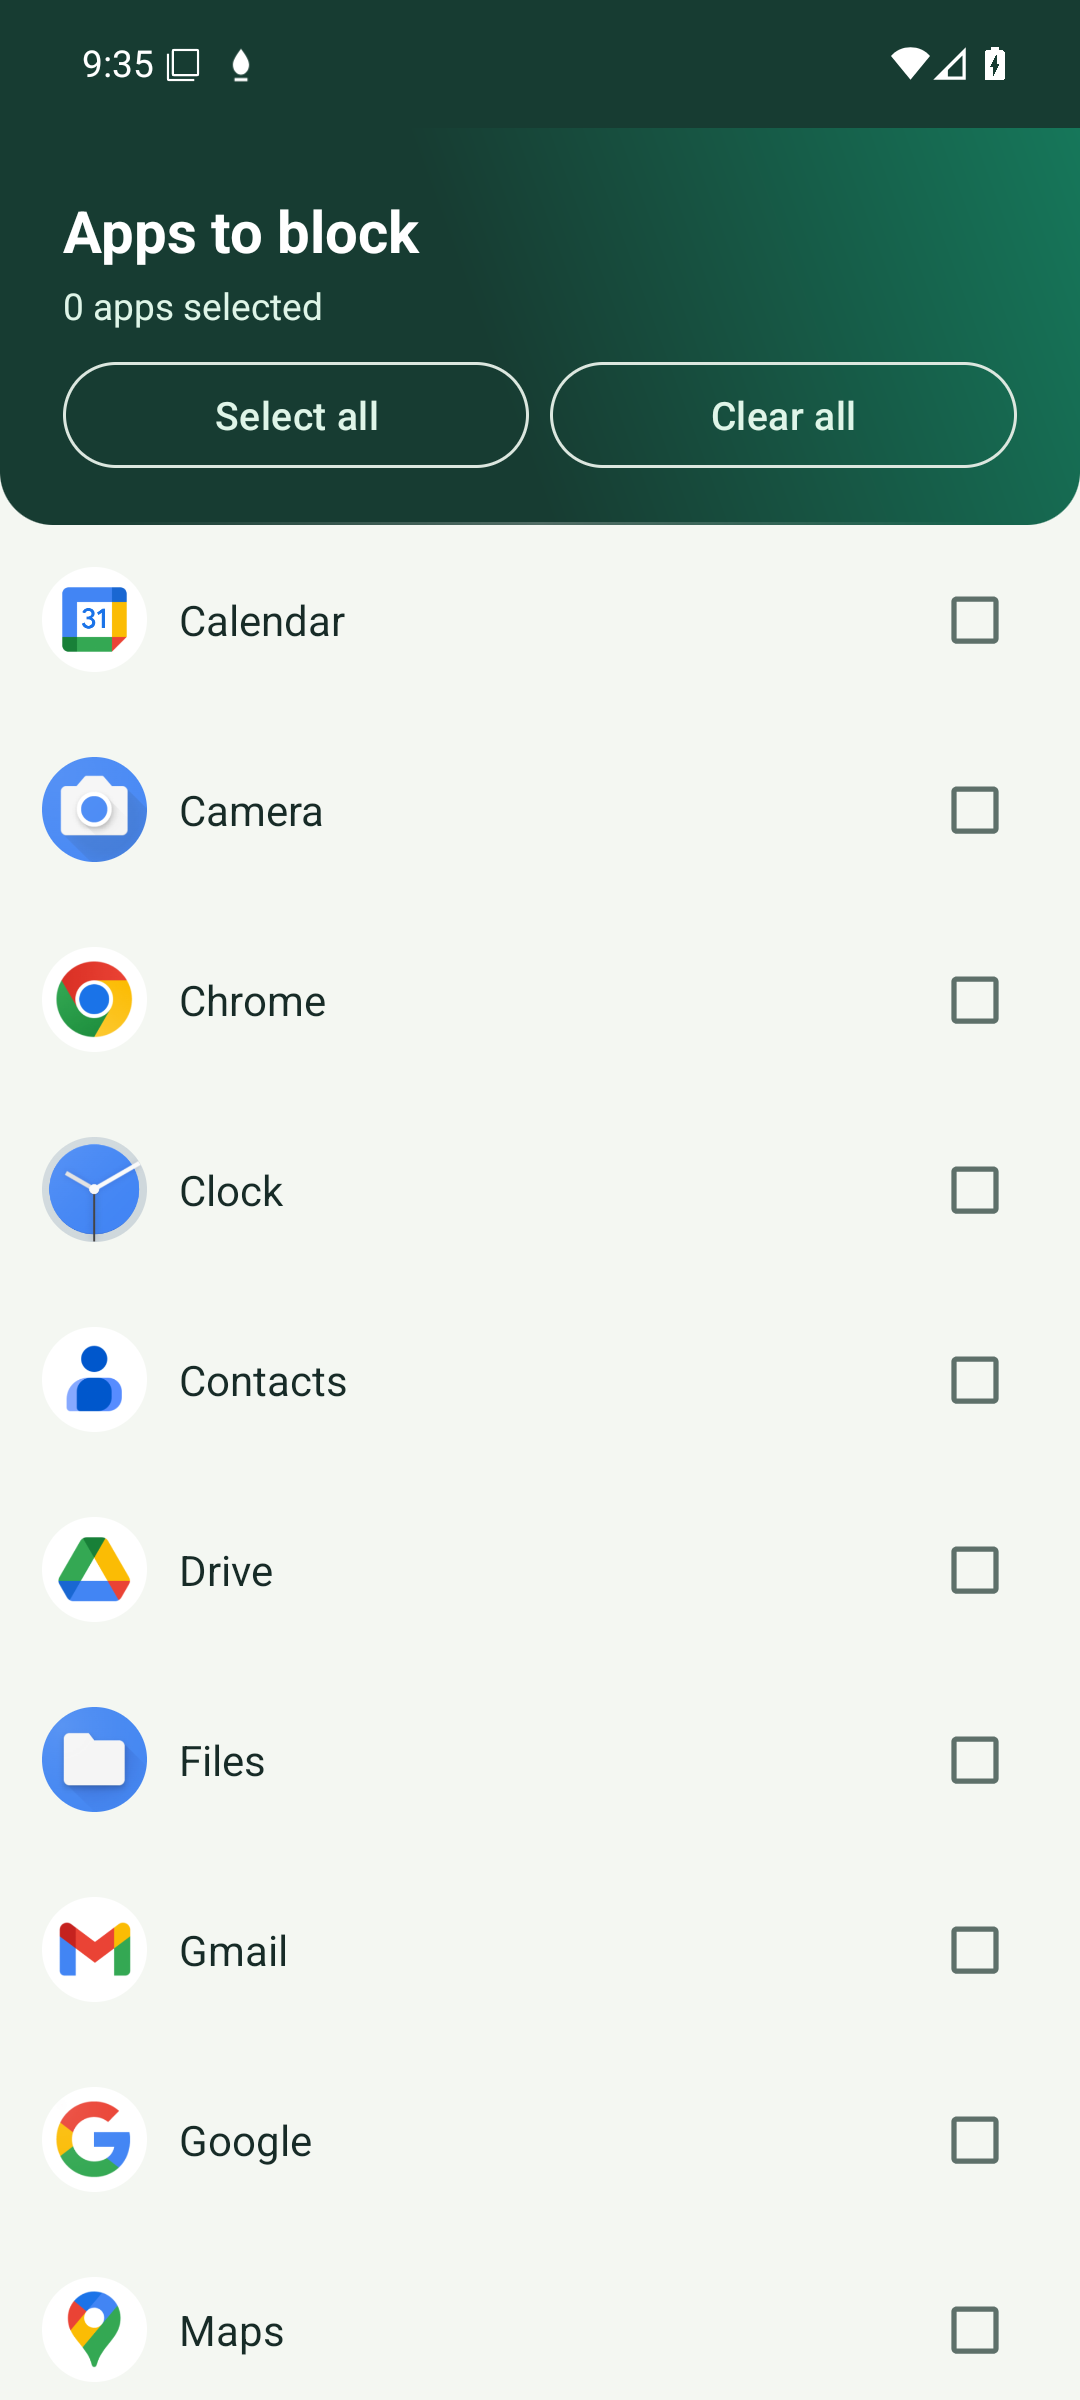 9:35
Apps to block
0 apps selected
Select all
Clear all
31
Calendar
Camera
Chrome
Clock
Contacts
Drive
Files
Gmail
Google
Maps